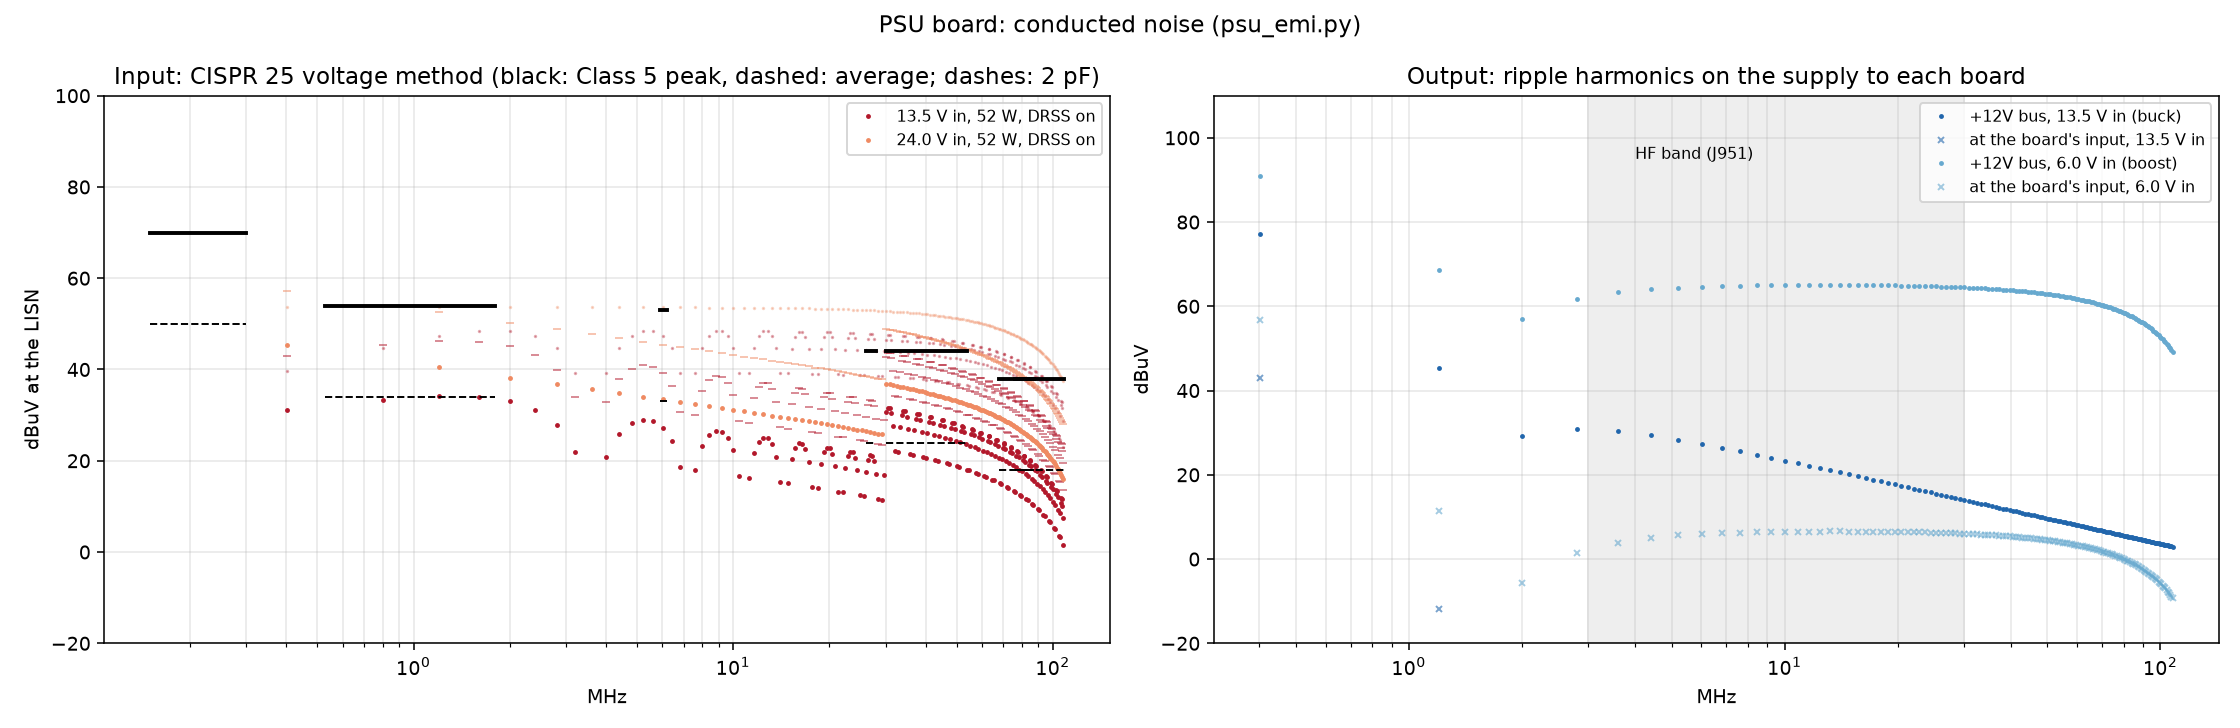 PSU board: conducted noise (psu_emi.py)
Input: CISPR 25 voltage method (black: Class 5 peak, dashed: average; dashes: 2 pF)
dBuV at the LISN
100
80
60
40
20
0
−20
13.5 V in, 52 W, DRSS on
24.0 V in, 52 W, DRSS on
10⁰
10¹
10²
MHz
Output: ripple harmonics on the supply to each board
dBuV
100
80
60
40
20
0
−20
HF band (J951)
+12V bus, 13.5 V in (buck)
at the board's input, 13.5 V in
+12V bus, 6.0 V in (boost)
at the board's input, 6.0 V in
10⁰
10¹
10²
MHz